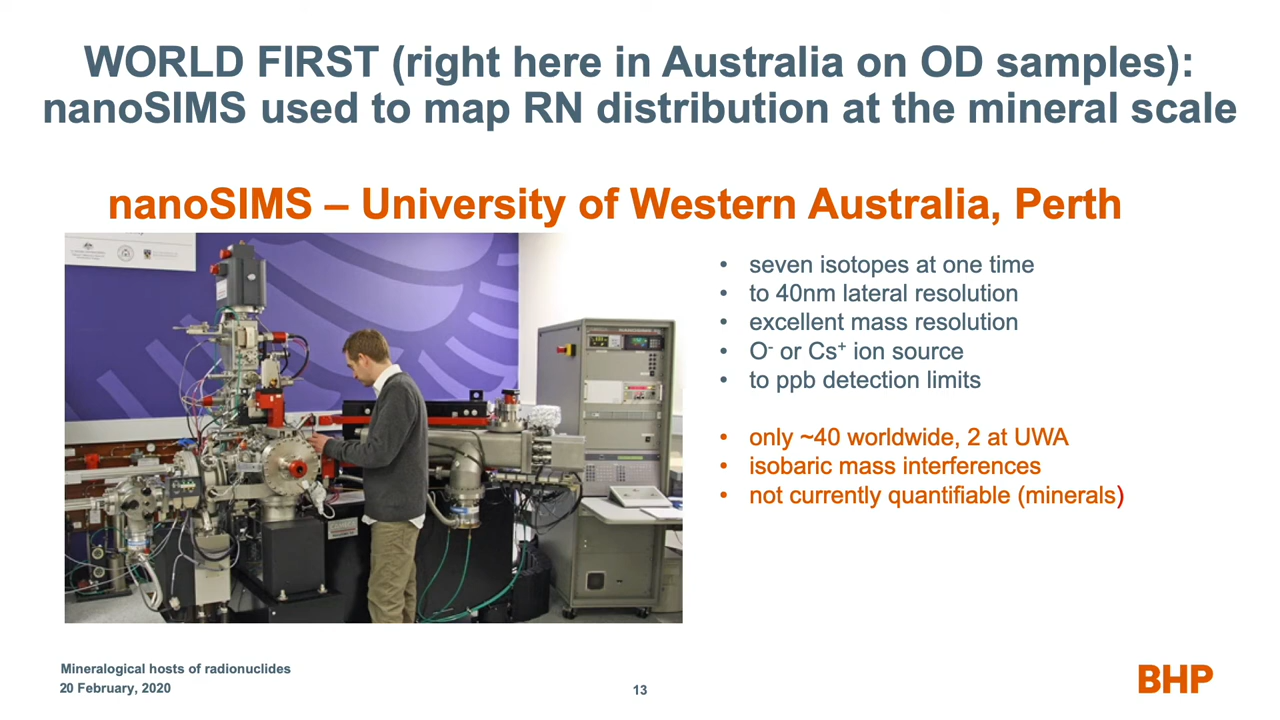 WORLD FIRST (right here in Australia on OD samples):
nanoSIMS used to map RN distribution at the mineral scale
nanoSIMS – University of Western Australia, Perth
• seven isotopes at one time
• to 40nm lateral resolution
• excellent mass resolution
• O⁻ or Cs⁺ ion source
• to ppb detection limits
• only ~40 worldwide, 2 at UWA
• isobaric mass interferences
• not currently quantifiable (minerals)
Mineralogical hosts of radionuclides
20 February, 2020
13
BHP